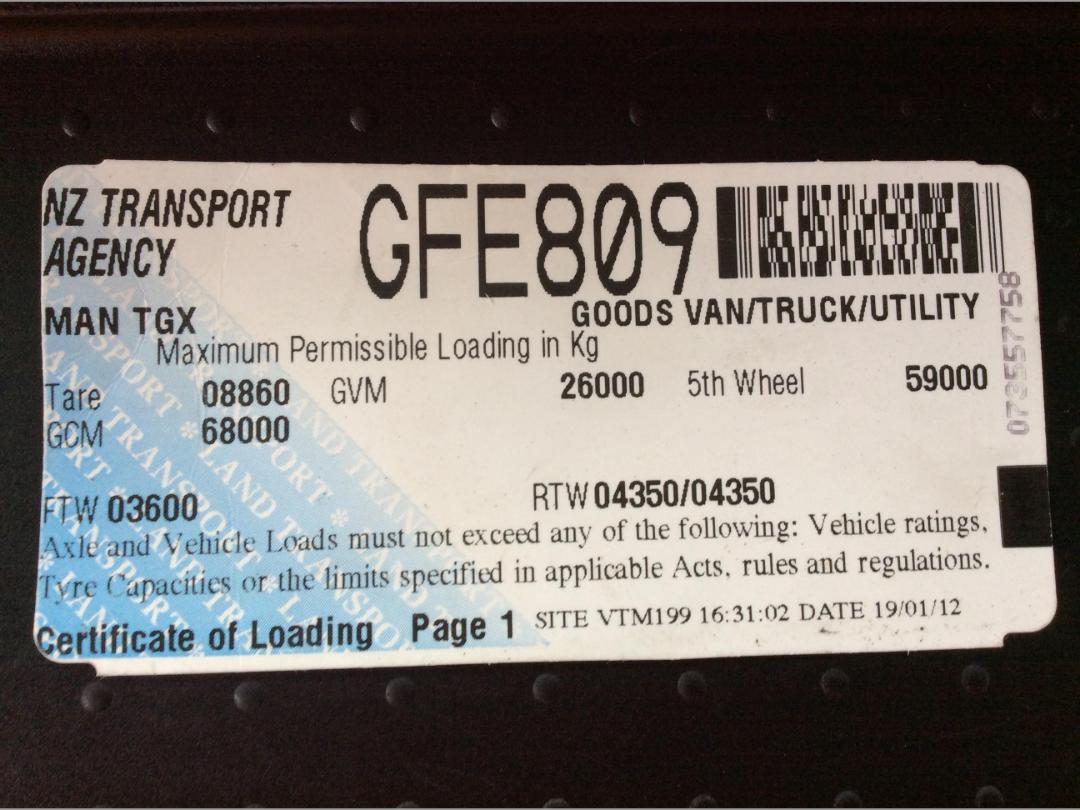 NZ TRANSPORT AGENCY
GFE809
MAN TGX
GOODS VAN/TRUCK/UTILITY
Maximum Permissible Loading in Kg
Tare 08860 GVM 26000 5th Wheel 59000
GCM 68000
FTW 03600 RTW 04350/04350
Axle and Vehicle Loads must not exceed any of the following: Vehicle ratings,
Tyre Capacities or the limits specified in applicable Acts, rules and regulations.
Certificate of Loading Page 1 SITE VTM199 16:31:02 DATE 19/01/12
073557758